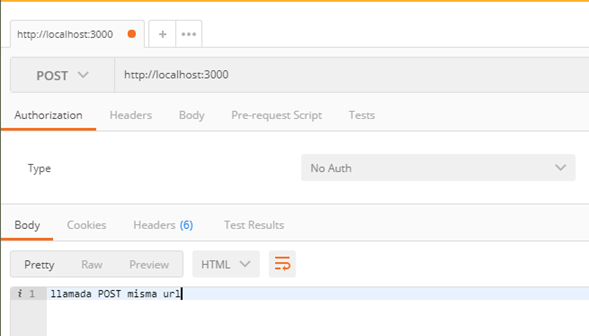 http://localhost:3000
+ •••
POST http://localhost:3000
Authorization Headers Body Pre-request Script Tests
Type No Auth
Body Cookies Headers (6) Test Results
Pretty Raw Preview HTML
i 1 llamada POST misma url